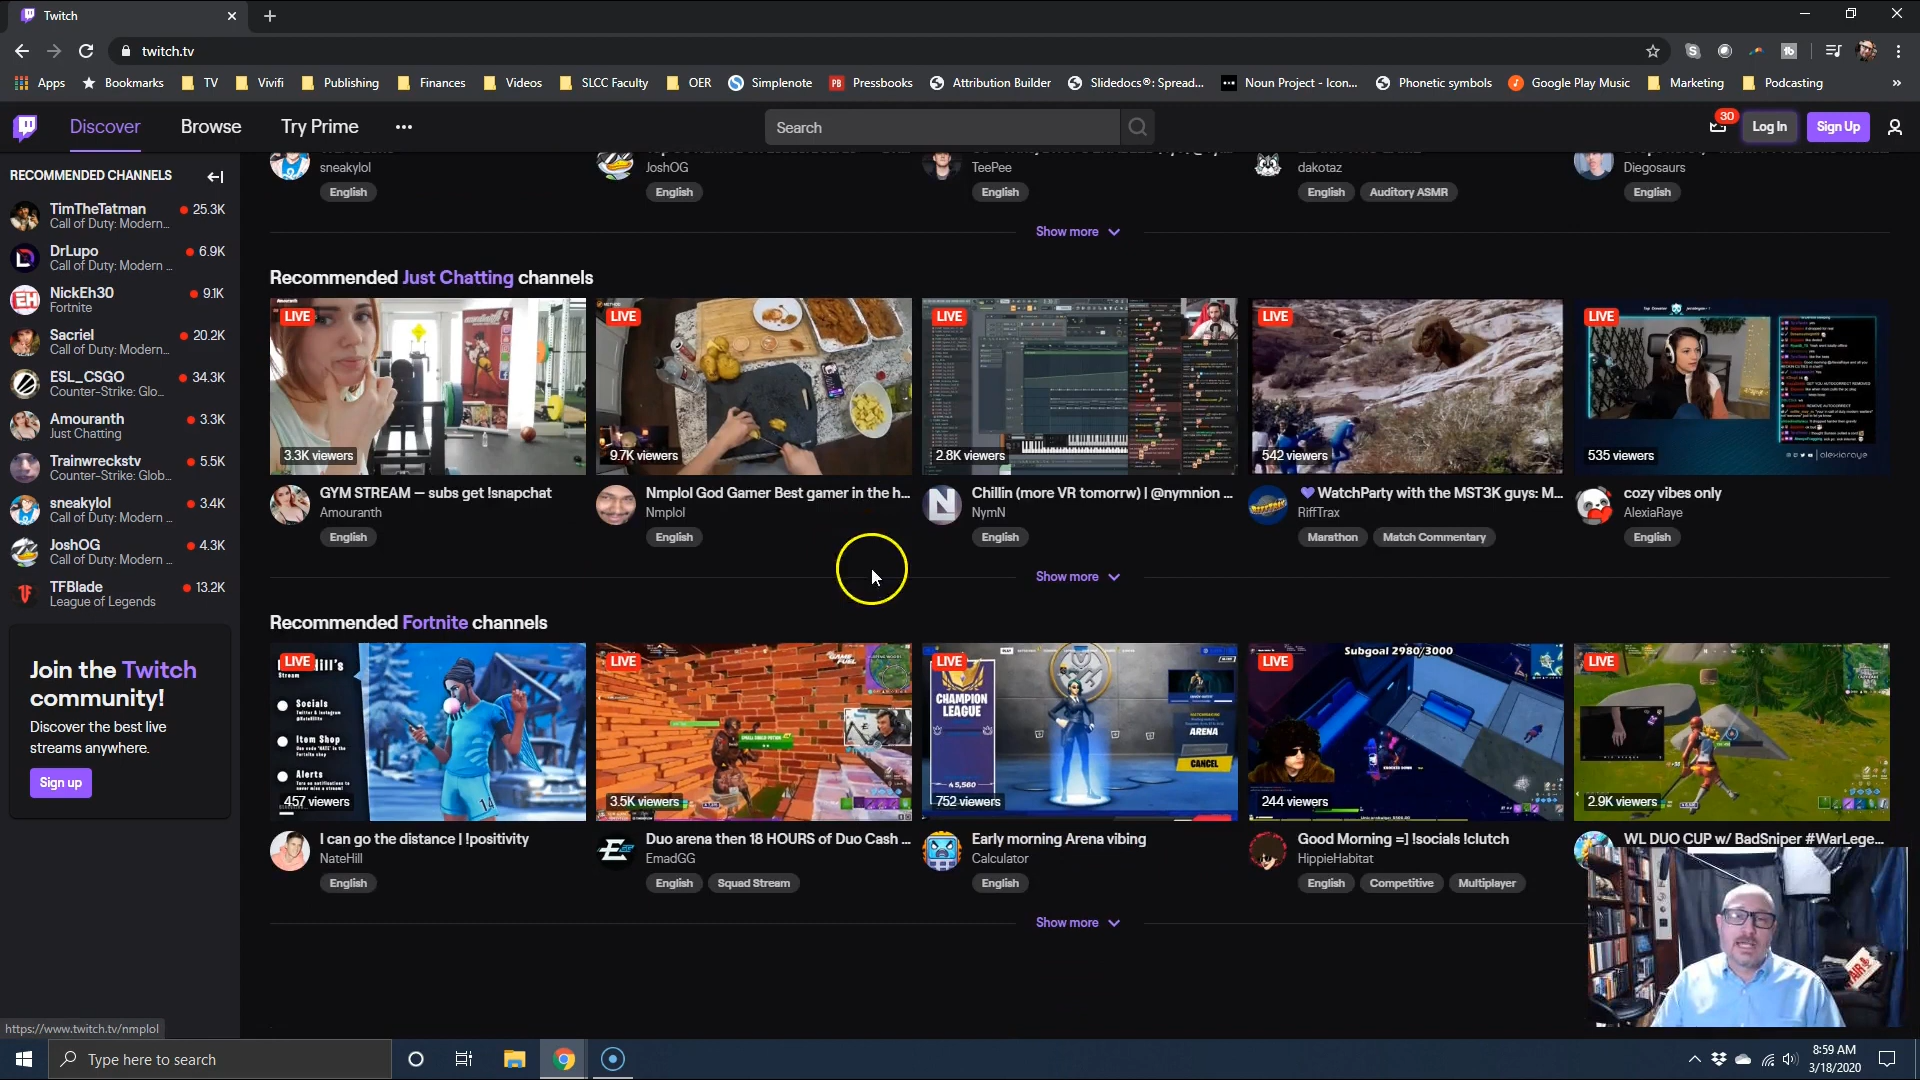 Twitch
twitch.tv
Apps
Bookmarks
TV
Vivifi
Publishing
Finances
Videos
SLCC Faculty
OER
Simplenote
PB
Pressbooks
Attribution Builder
Slidedocs®: Spread...
Noun Project - Icon...
Phonetic symbols
Google Play Music
Marketing
Podcasting
»
Discover
Browse
Try Prime
Search
30
Log In
Sign Up
RECOMMENDED CHANNELS
TimTheTatman 25.3K
Call of Duty: Modern...
DrLupo 6.9K
Call of Duty: Modern ...
NickEh30 9.1K
Fortnite
Sacriel 20.2K
Call of Duty: Modern...
ESL_CSGO 34.3K
Counter-Strike: Glo...
Amouranth 3.3K
Just Chatting
Trainwreckstv 5.5K
Counter-Strike: Glob...
sneakylol 3.4K
Call of Duty: Modern ...
JoshOG 4.3K
Call of Duty: Modern ...
TFBlade 13.2K
League of Legends
Join the Twitch
community!
Discover the best live
streams anywhere.
Sign up
sneakylol
English
JoshOG
English
TeePee
English
dakotaz
English Auditory ASMR
Diegosaurs
English
Show more
Recommended Just Chatting channels
LIVE
3.3K viewers
GYM STREAM — subs get !snapchat
Amouranth
English
LIVE
9.7K viewers
Nmplol God Gamer Best gamer in the h...
Nmplol
English
LIVE
2.8K viewers
Chillin (more VR tomorrw) | @nymnion ...
NymN
English
LIVE
542 viewers
WatchParty with the MST3K guys: M...
RiffTrax
Marathon Match Commentary
LIVE
alexiaraye
535 viewers
cozy vibes only
AlexiaRaye
English
Show more
Recommended Fortnite channels
LIVE
Hill's
Stream
Socials
Item Shop
Alerts
457 viewers
I can go the distance | !positivity
NateHill
English
LIVE
3.5K viewers
Duo arena then 18 HOURS of Duo Cash ...
EmadGG
English Squad Stream
LIVE
CHAMPION
LEAGUE
5,560
ARENA
CANCEL
752 viewers
Early morning Arena vibing
Calculator
English
LIVE
Subgoal 2980/3000
244 viewers
Good Morning =] !socials !clutch
HippieHabitat
English Competitive Multiplayer
LIVE
2.9K viewers
WL DUO CUP w/ BadSniper #WarLege...
Show more
https://www.twitch.tv/nmplol
Type here to search
8:59 AM
3/18/2020